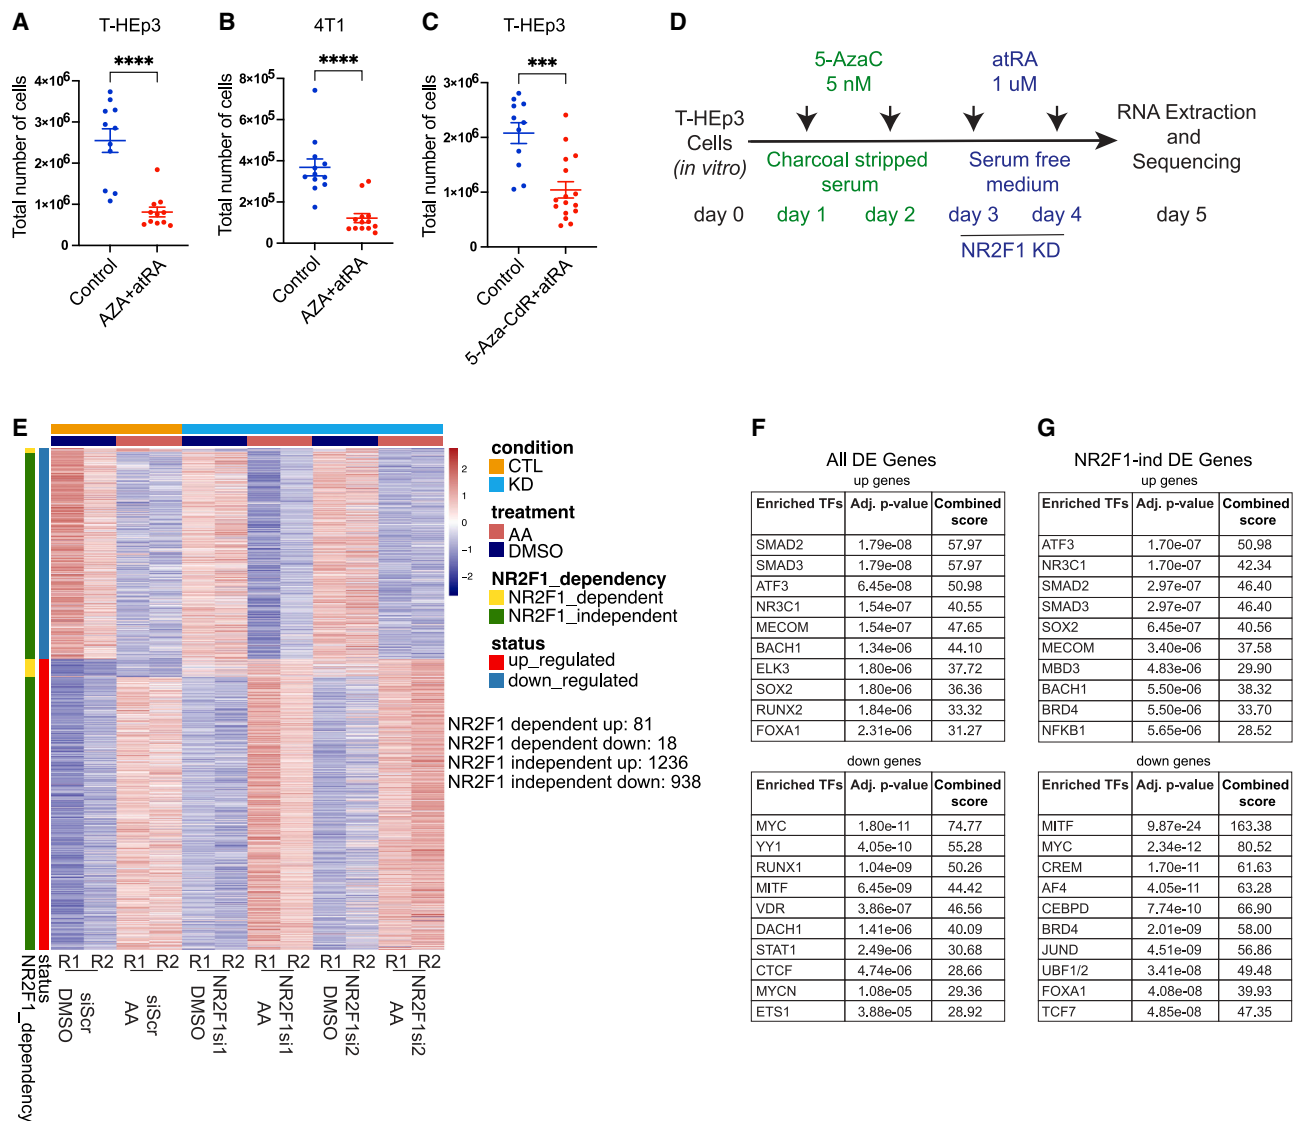 A
T-HEp3
****
Total number of cells
4×10⁶
3×10⁶
2×10⁶
1×10⁶
0
Control
AZA+atRA
B
4T1
****
Total number of cells
8×10⁵
6×10⁵
4×10⁵
2×10⁵
0
Control
AZA+atRA
C
T-HEp3
***
Total number of cells
3×10⁶
2×10⁶
1×10⁶
0
Control
5-Aza-CdR+atRA
D
5-AzaC
5 nM
atRA
1 uM
T-HEp3
Cells
(in vitro)
Charcoal stripped
serum
Serum free
medium
RNA Extraction
and
Sequencing
day 0
day 1
day 2
day 3
day 4
day 5
NR2F1 KD
E
2
1
0
−1
−2
condition
CTL
KD
treatment
AA
DMSO
NR2F1_dependency
NR2F1_dependent
NR2F1_independent
status
up_regulated
down_regulated
NR2F1 dependent up: 81
NR2F1 dependent down: 18
NR2F1 independent up: 1236
NR2F1 independent down: 938
R1 R2 R1 R2 R1 R2 R1 R2 R1 R2 R1 R2
NR2F1_dependency
status
siScr
DMSO
siScr
AA
NR2F1si1
DMSO
NR2F1si1
AA
NR2F1si2
DMSO
NR2F1si2
AA
F
All DE Genes
up genes
Enriched TFs Adj. p-value Combined
score
SMAD2 1.79e-08 57.97
SMAD3 1.79e-08 57.97
ATF3 6.45e-08 50.98
NR3C1 1.54e-07 40.55
MECOM 1.54e-07 47.65
BACH1 1.34e-06 44.10
ELK3 1.80e-06 37.72
SOX2 1.80e-06 36.36
RUNX2 1.84e-06 33.32
FOXA1 2.31e-06 31.27
down genes
Enriched TFs Adj. p-value Combined
score
MYC 1.80e-11 74.77
YY1 4.05e-10 55.28
RUNX1 1.04e-09 50.26
MITF 6.45e-09 44.42
VDR 3.86e-07 46.56
DACH1 1.41e-06 40.09
STAT1 2.49e-06 30.68
CTCF 4.74e-06 28.66
MYCN 1.08e-05 29.36
ETS1 3.88e-05 28.92
G
NR2F1-ind DE Genes
up genes
Enriched TFs Adj. p-value Combined
score
ATF3 1.70e-07 50.98
NR3C1 1.70e-07 42.34
SMAD2 2.97e-07 46.40
SMAD3 2.97e-07 46.40
SOX2 6.45e-07 40.56
MECOM 3.40e-06 37.58
MBD3 4.83e-06 29.90
BACH1 5.50e-06 38.32
BRD4 5.50e-06 33.70
NFKB1 5.65e-06 28.52
down genes
Enriched TFs Adj. p-value Combined
score
MITF 9.87e-24 163.38
MYC 2.34e-12 80.52
CREM 1.70e-11 61.63
AF4 4.05e-11 63.28
CEBPD 7.74e-10 66.90
BRD4 2.01e-09 58.00
JUND 4.51e-09 56.86
UBF1/2 3.41e-08 49.48
FOXA1 4.08e-08 39.93
TCF7 4.85e-08 47.35